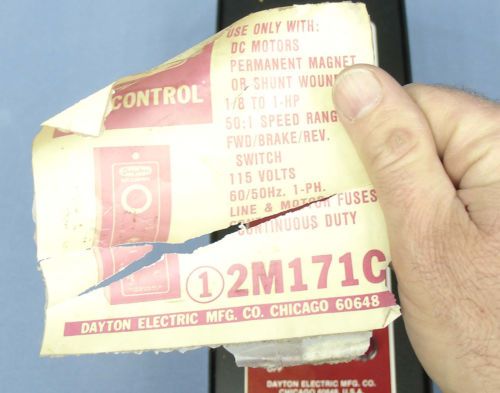 CONTROL
USE ONLY WITH:
DC MOTORS
PERMANENT MAGNET
OR SHUNT
1/8 TO 1-HP
50:1 SPEED
FWD/BRAKE/REV.
SWITCH
115 VOLTS
60/50Hz. 1-PH.
LINE & MOTOR FUSES
CONTINUOUS DUTY
1 2M171C
DAYTON ELECTRIC MFG. CO. CHICAGO 60648
DAYTON ELECTRIC MFG. CO.
CHICAGO 60648, U.S.A.